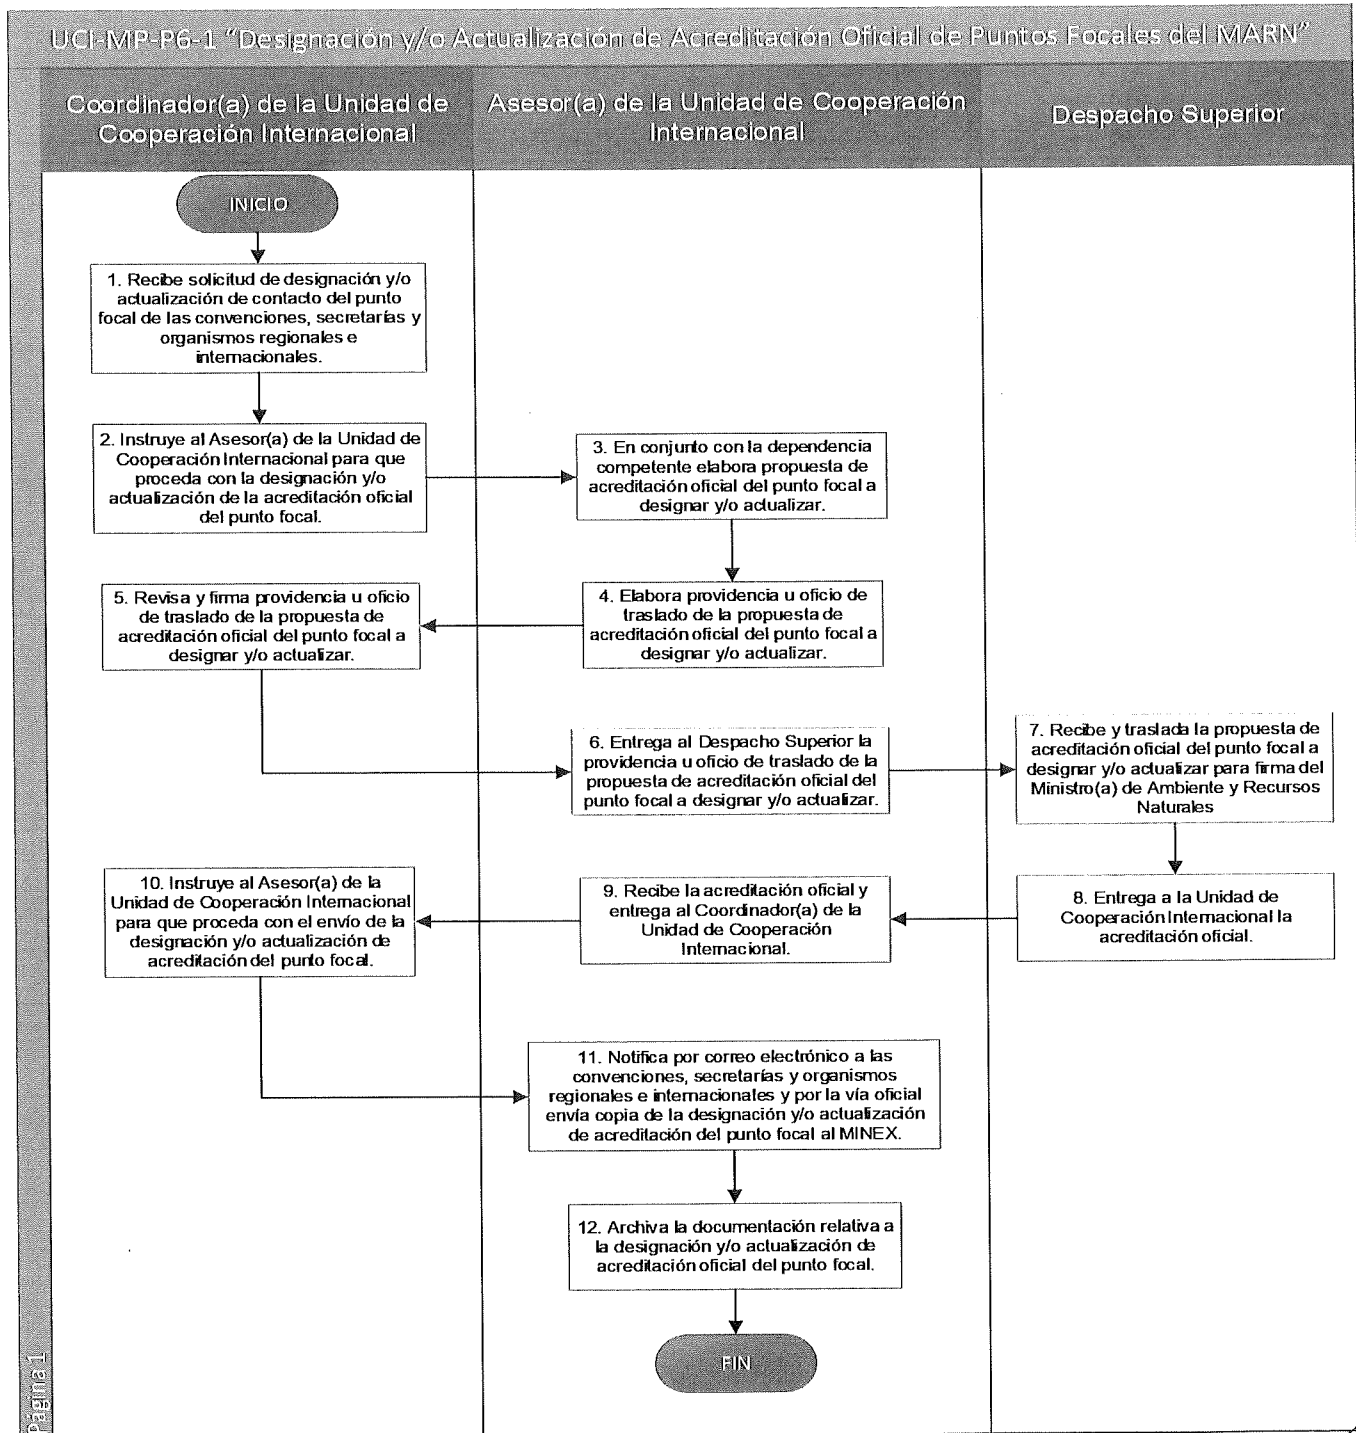 UCI-MP-P6-1 “Designación y/o Actualización de Acreditación Oficial de Puntos Focales del MARN”
Coordinador(a) de la Unidad de
Cooperación Internacional
Asesor(a) de la Unidad de Cooperación
Internacional
Despacho Superior
INICIO
1. Recibe solicitud de designación y/o
actualización de contacto del punto
focal de las convenciones, secretarías y
organismos regionales e
internacionales.
2. Instruye al Asesor(a) de la Unidad de
Cooperación Internacional para que
proceda con la designación y/o
actualización de la acreditación oficial
del punto focal.
3. En conjunto con la dependencia
competente elabora propuesta de
acreditación oficial del punto focal a
designar y/o actualizar.
4. Elabora providencia u oficio de
traslado de la propuesta de
acreditación oficial del punto focal a
designar y/o actualizar.
5. Revisa y firma providencia u oficio
de traslado de la propuesta de
acreditación oficial del punto focal a
designar y/o actualizar.
6. Entrega al Despacho Superior la
providencia u oficio de traslado de la
propuesta de acreditación oficial del
punto focal a designar y/o actualizar.
7. Recibe y traslada la propuesta de
acreditación oficial del punto focal a
designar y/o actualizar para firma del
Ministro(a) de Ambiente y Recursos
Naturales
8. Entrega a la Unidad de
Cooperación Internacional la
acreditación oficial.
9. Recibe la acreditación oficial y
entrega al Coordinador(a) de la
Unidad de Cooperación
Internacional.
10. Instruye al Asesor(a) de la
Unidad de Cooperación Internacional
para que proceda con el envío de la
designación y/o actualización de
acreditación del punto focal.
11. Notifica por correo electrónico a las
convenciones, secretarías y organismos
regionales e internacionales y por la vía oficial
envía copia de la designación y/o actualización
de acreditación del punto focal al MINEX.
12. Archiva la documentación relativa a
la designación y/o actualización de
acreditación oficial del punto focal.
FIN
Página 1